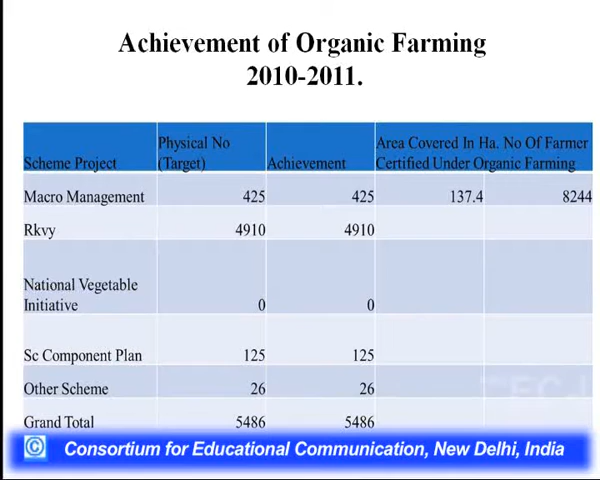 Achievement of Organic Farming
2010-2011.
Scheme Project Physical No (Target) Achievement Area Covered In Ha. No Of Farmer Certified Under Organic Farming
Macro Management 425 425 137.4 8244
Rkvy 4910 4910
National Vegetable Initiative 0 0
Sc Component Plan 125 125
Other Scheme 26 26
Grand Total 5486 5486
© Consortium for Educational Communication, New Delhi, India